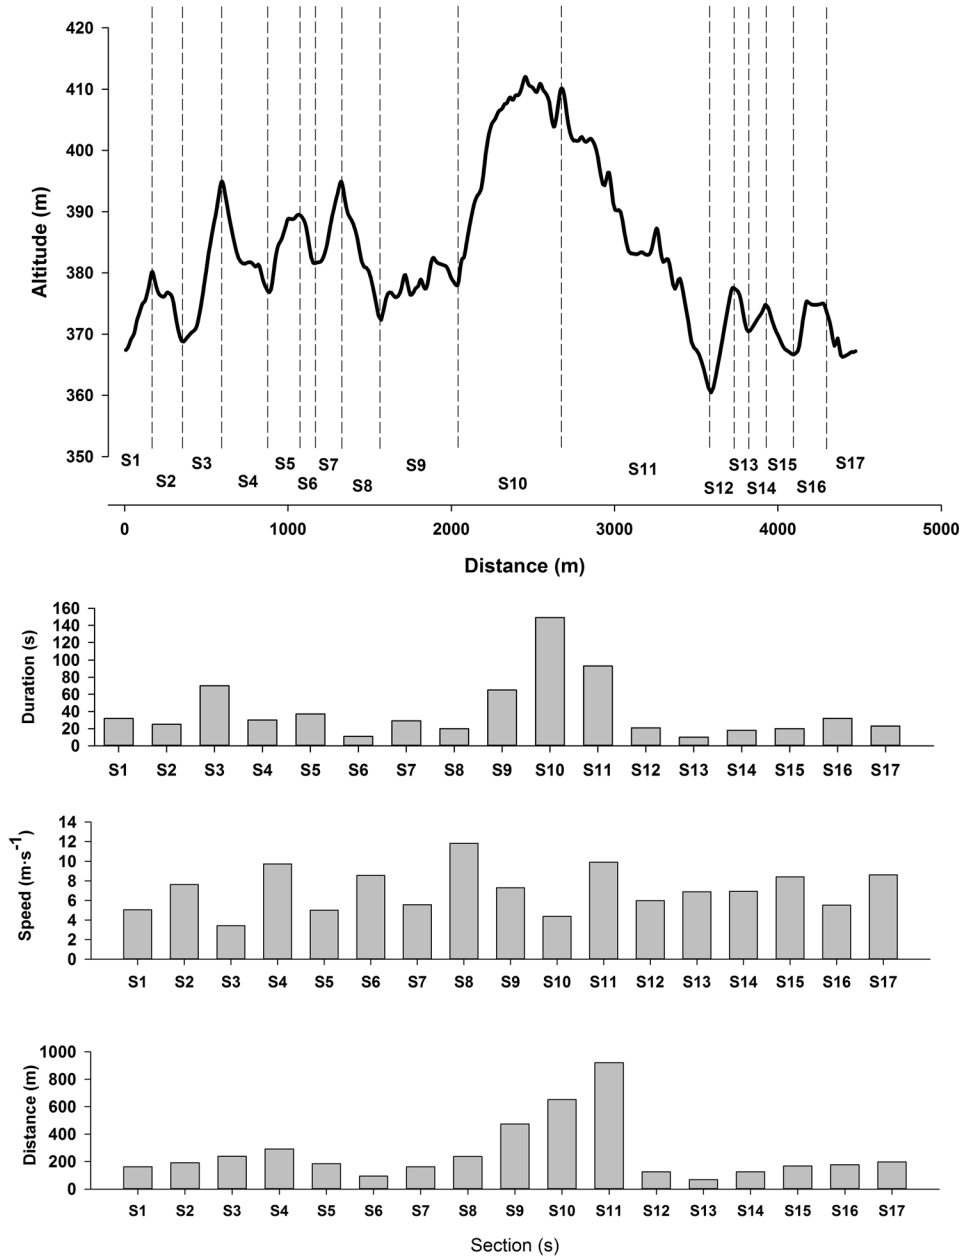 420
410
400
390
380
370
360
350
Altitude (m)
S1 S3 S5 S7 S9 S11 S13 S15 S17
S2 S4 S6 S8 S10 S12 S14 S16
0 1000 2000 3000 4000 5000
Distance (m)
160
140
120
100
80
60
40
20
0
Duration (s)
S1 S2 S3 S4 S5 S6 S7 S8 S9 S10 S11 S12 S13 S14 S15 S16 S17
14
12
10
8
6
4
2
0
Speed (m·s⁻¹)
S1 S2 S3 S4 S5 S6 S7 S8 S9 S10 S11 S12 S13 S14 S15 S16 S17
1000
800
600
400
200
0
Distance (m)
S1 S2 S3 S4 S5 S6 S7 S8 S9 S10 S11 S12 S13 S14 S15 S16 S17
Section (s)